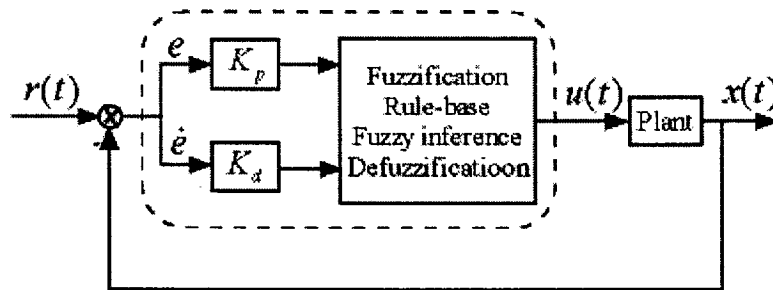 r(t)
-
e
K_p
ė
K_d
Fuzzification
Rule-base
Fuzzy inference
Defuzzificatioon
u(t)
Plant
x(t)